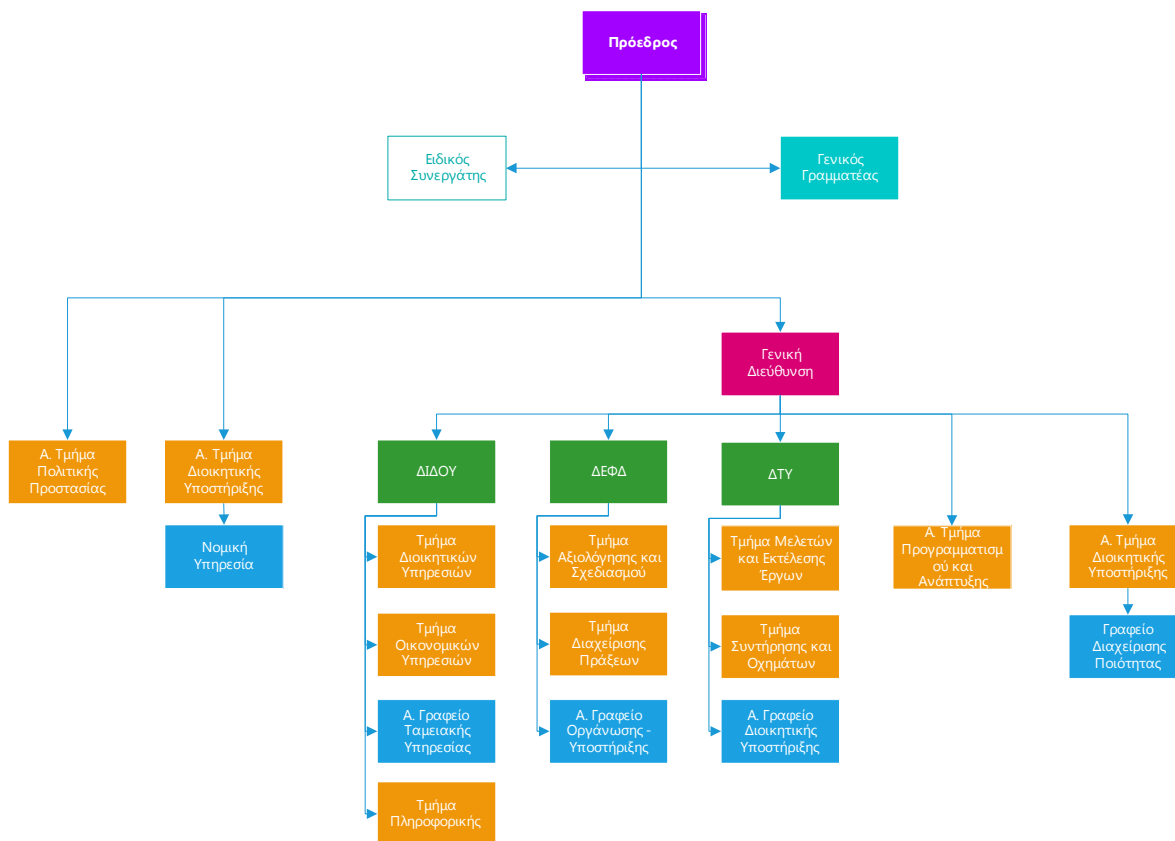 Πρόεδρος
Ειδικός
Συνεργάτης
Γενικός
Γραμματέας
Γενική
Διεύθυνση
Α. Τμήμα
Πολιτικής
Προστασίας
Α. Τμήμα
Διοικητικής
Υποστήριξης
ΔΙΔΟΥ
ΔΕΦΔ
ΔΤΥ
Νομική
Υπηρεσία
Τμήμα
Διοικητικών
Υπηρεσιών
Τμήμα
Αξιολόγησης και
Σχεδιασμού
Τμήμα Μελετών
και Εκτέλεσης
Έργων
Α. Τμήμα
Προγραμματισμ
ού και
Ανάπτυξης
Α. Τμήμα
Διοικητικής
Υποστήριξης
Τμήμα
Οικονομικών
Υπηρεσιών
Τμήμα
Διαχείρισης
Πράξεων
Τμήμα
Συντήρησης και
Οχημάτων
Γραφείο
Διαχείρισης
Ποιότητας
Α. Γραφείο
Ταμειακής
Υπηρεσίας
Α. Γραφείο
Οργάνωσης -
Υποστήριξης
Α. Γραφείο
Διοικητικής
Υποστήριξης
Τμήμα
Πληροφορικής